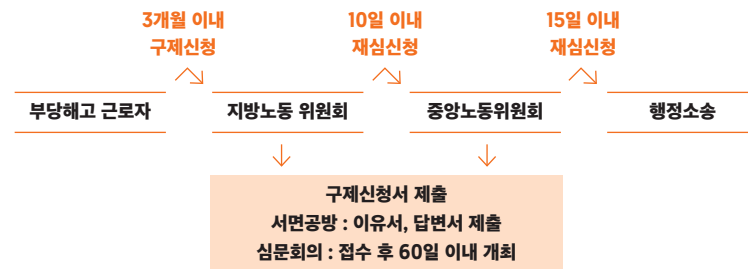 3개월 이내
구제신청
10일 이내
재심신청
15일 이내
재심신청
부당해고 근로자
지방노동 위원회
중앙노동위원회
행정소송
구제신청서 제출
서면공방 : 이유서, 답변서 제출
심문회의 : 접수 후 60일 이내 개최